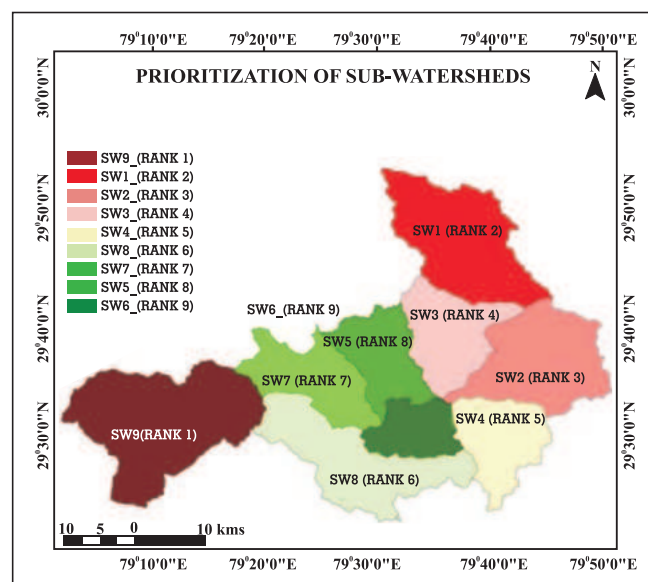 79°10'0"E 79°20'0"E 79°30'0"E 79°40'0"E 79°50'0"E
PRIORITIZATION OF SUB-WATERSHEDS
N
30°0'0"N
29°50'0"N
29°40'0"N
29°30'0"N
30°0'0"N
29°50'0"N
29°40'0"N
29°30'0"N
SW9_(RANK 1)
SW1_(RANK 2)
SW2_(RANK 3)
SW3_(RANK 4)
SW4_(RANK 5)
SW8_(RANK 6)
SW7_(RANK 7)
SW5_(RANK 8)
SW6_(RANK 9)
SW1 (RANK 2)
SW6_(RANK 9)
SW3 (RANK 4)
SW5 (RANK 8)
SW7 (RANK 7)
SW2 (RANK 3)
SW4 (RANK 5)
SW9(RANK 1)
SW8 (RANK 6)
10 5 0 10 kms
79°10'0"E 79°20'0"E 79°30'0"E 79°40'0"E 79°50'0"E